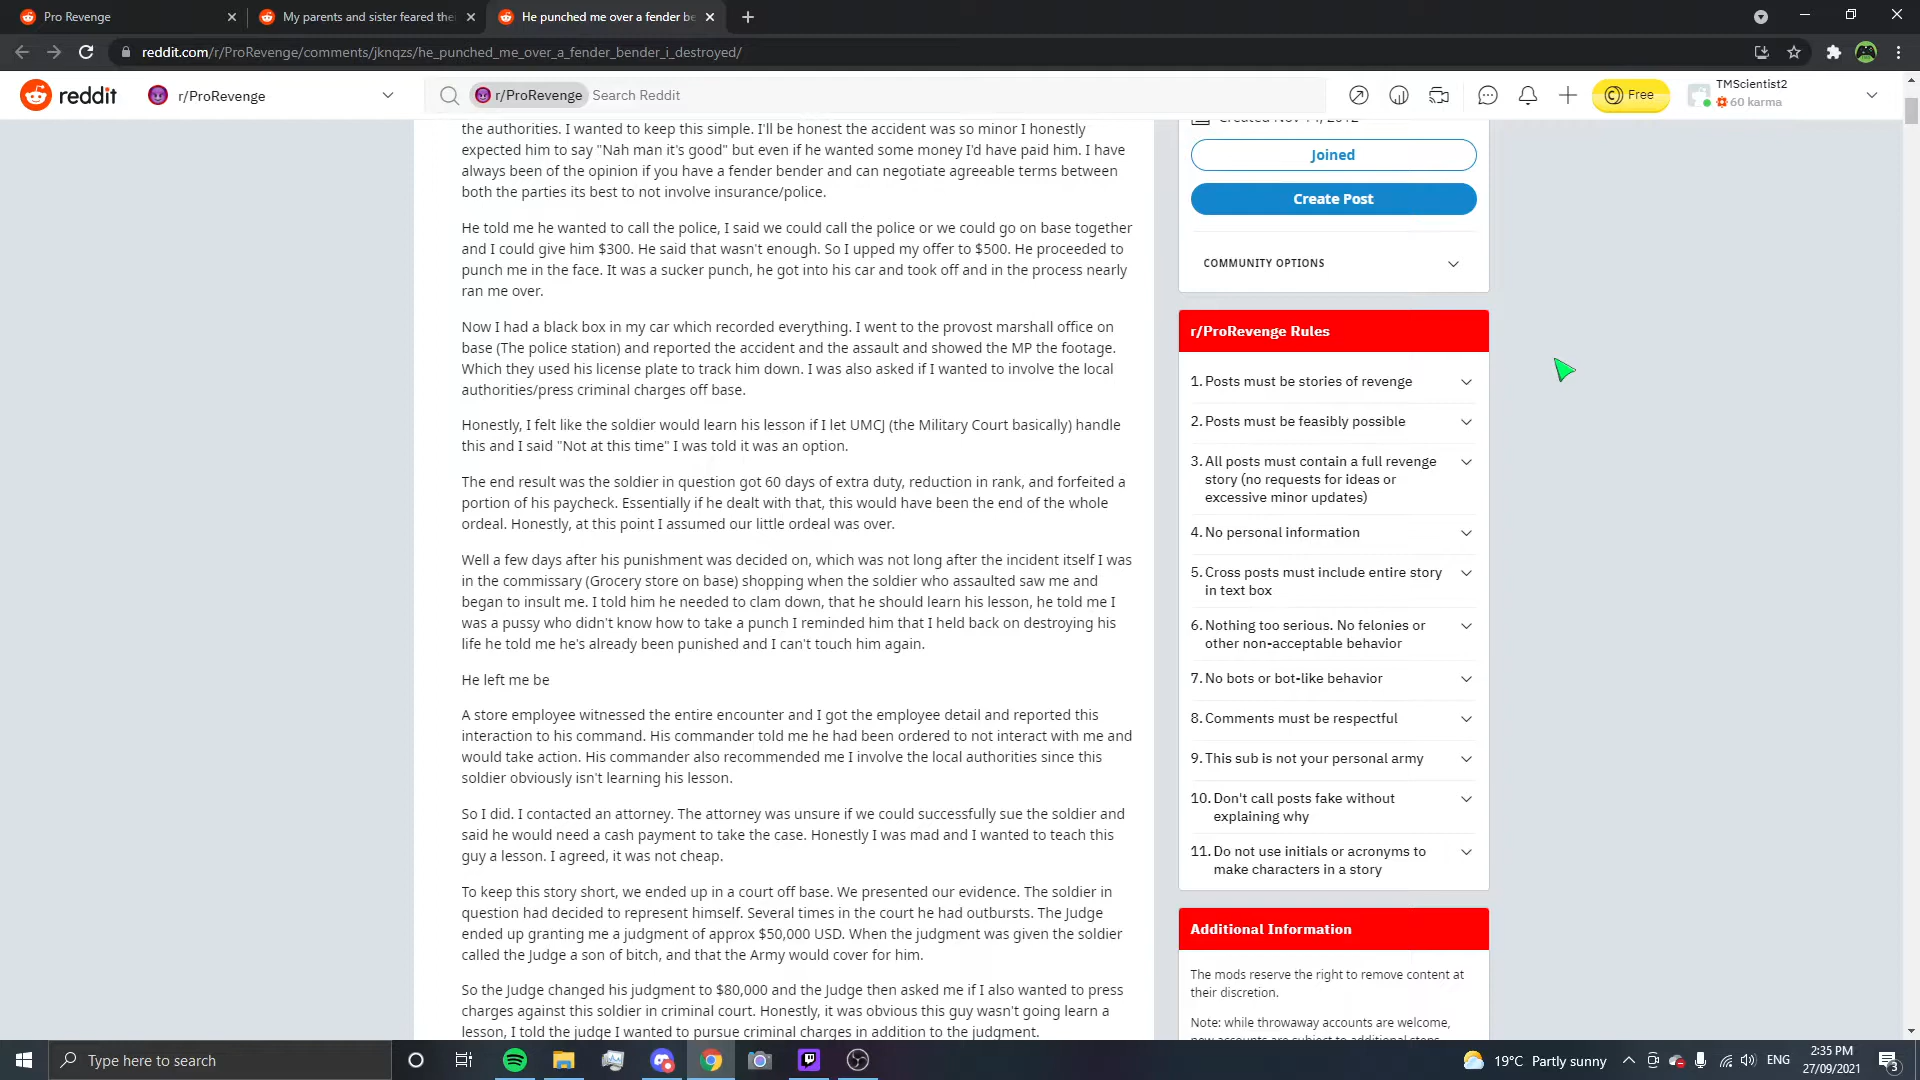 Pro Revenge
My parents and sister feared thei
He punched me over a fender be
reddit.com/r/ProRevenge/comments/jknqzs/he_punched_me_over_a_fender_bender_i_destroyed/
reddit
r/ProRevenge
r/ProRevenge
Search Reddit
Free
TMScientist2
60 karma
the authorities. I wanted to keep this simple. I'll be honest the accident was so minor I honestly
expected him to say "Nah man it's good" but even if he wanted some money I'd have paid him. I have
always been of the opinion if you have a fender bender and can negotiate agreeable terms between
both the parties its best to not involve insurance/police.
He told me he wanted to call the police, I said we could call the police or we could go on base together
and I could give him $300. He said that wasn't enough. So I upped my offer to $500. He proceeded to
punch me in the face. It was a sucker punch, he got into his car and took off and in the process nearly
ran me over.
Now I had a black box in my car which recorded everything. I went to the provost marshall office on
base (The police station) and reported the accident and the assault and showed the MP the footage.
Which they used his license plate to track him down. I was also asked if I wanted to involve the local
authorities/press criminal charges off base.
Honestly, I felt like the soldier would learn his lesson if I let UMCJ (the Military Court basically) handle
this and I said "Not at this time" I was told it was an option.
The end result was the soldier in question got 60 days of extra duty, reduction in rank, and forfeited a
portion of his paycheck. Essentially if he dealt with that, this would have been the end of the whole
ordeal. Honestly, at this point I assumed our little ordeal was over.
Well a few days after his punishment was decided on, which was not long after the incident itself I was
in the commissary (Grocery store on base) shopping when the soldier who assaulted saw me and
began to insult me. I told him he needed to clam down, that he should learn his lesson, he told me I
was a pussy who didn't know how to take a punch I reminded him that I held back on destroying his
life he told me he's already been punished and I can't touch him again.
He left me be
A store employee witnessed the entire encounter and I got the employee detail and reported this
interaction to his command. His commander told me he had been ordered to not interact with me and
would take action. His commander also recommended me I involve the local authorities since this
soldier obviously isn't learning his lesson.
So I did. I contacted an attorney. The attorney was unsure if we could successfully sue the soldier and
said he would need a cash payment to take the case. Honestly I was mad and I wanted to teach this
guy a lesson. I agreed, it was not cheap.
To keep this story short, we ended up in a court off base. We presented our evidence. The soldier in
question had decided to represent himself. Several times in the court he had outbursts. The Judge
ended up granting me a judgment of approx $50,000 USD. When the judgment was given the soldier
called the Judge a son of bitch, and that the Army would cover for him.
So the Judge changed his judgment to $80,000 and the Judge then asked me if I also wanted to press
charges against this soldier in criminal court. Honestly, it was obvious this guy wasn't going learn a
lesson, I told the judge I wanted to pursue criminal charges in addition to the judgment.
Joined
Create Post
COMMUNITY OPTIONS
r/ProRevenge Rules
1. Posts must be stories of revenge
2. Posts must be feasibly possible
3. All posts must contain a full revenge
story (no requests for ideas or
excessive minor updates)
4. No personal information
5. Cross posts must include entire story
in text box
6. Nothing too serious. No felonies or
other non-acceptable behavior
7. No bots or bot-like behavior
8. Comments must be respectful
9. This sub is not your personal army
10. Don't call posts fake without
explaining why
11. Do not use initials or acronyms to
make characters in a story
Additional Information
The mods reserve the right to remove content at
their discretion.
Note: while throwaway accounts are welcome,
Type here to search
19°C Partly sunny
ENG
2:35 PM
27/09/2021
3